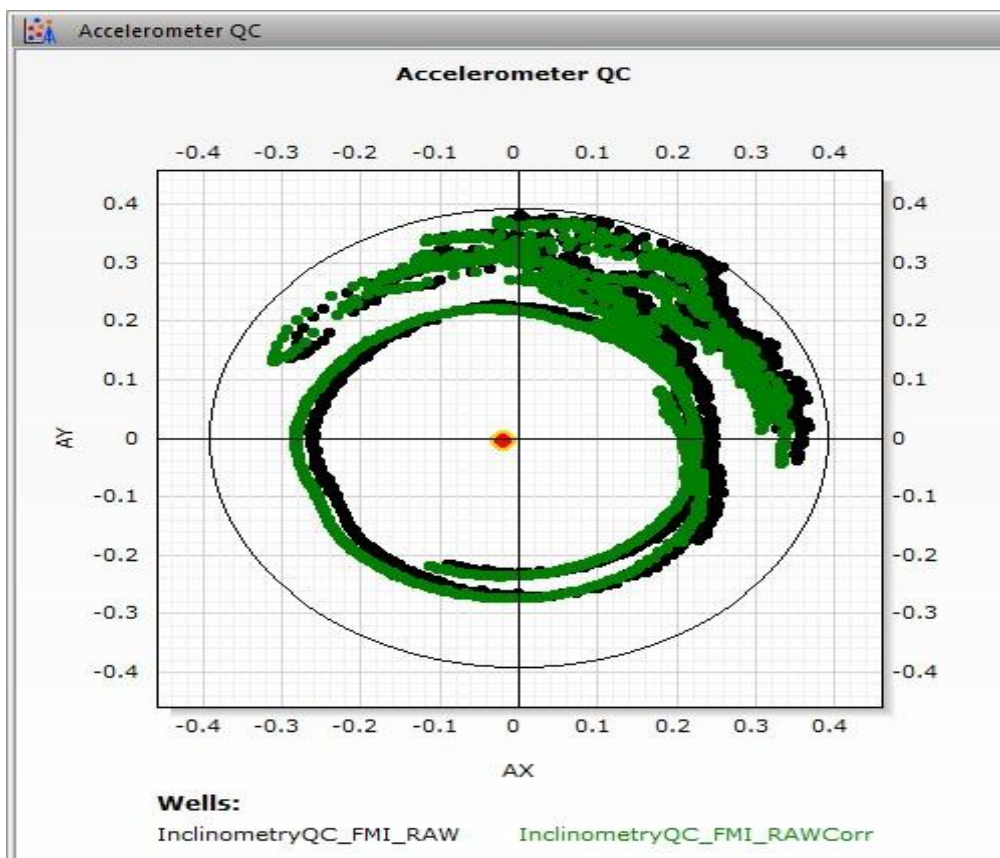 Accelerometer QC
Accelerometer QC
-0.4 -0.3 -0.2 -0.1 0 0.1 0.2 0.3 0.4
0.4 0.4
0.3 0.3
0.2 0.2
0.1 0.1
AY
0 0
-0.1 -0.1
-0.2 -0.2
-0.3 -0.3
-0.4 -0.4
-0.4 -0.3 -0.2 -0.1 0 0.1 0.2 0.3 0.4
AX
Wells:
InclinometryQC_FMI_RAW InclinometryQC_FMI_RAWCorr